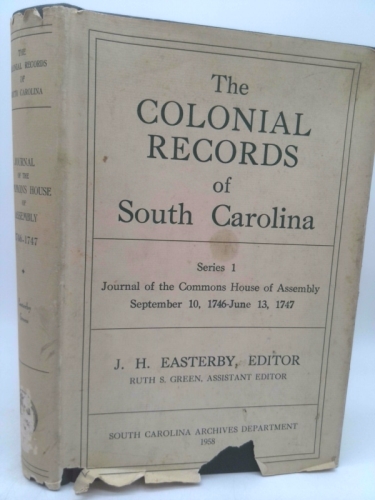 THE
COLONIAL RECORDS
OF
SOUTH CAROLINA
JOURNAL
OF THE
COMMONS HOUSE
OF
ASSEMBLY
1746-1747
The
COLONIAL
RECORDS
of
South Carolina
Series 1
Journal of the Commons House of Assembly
September 10, 1746-June 13, 1747
J. H. EASTERBY, EDITOR
RUTH S. GREEN, ASSISTANT EDITOR
SOUTH CAROLINA ARCHIVES DEPARTMENT
1958